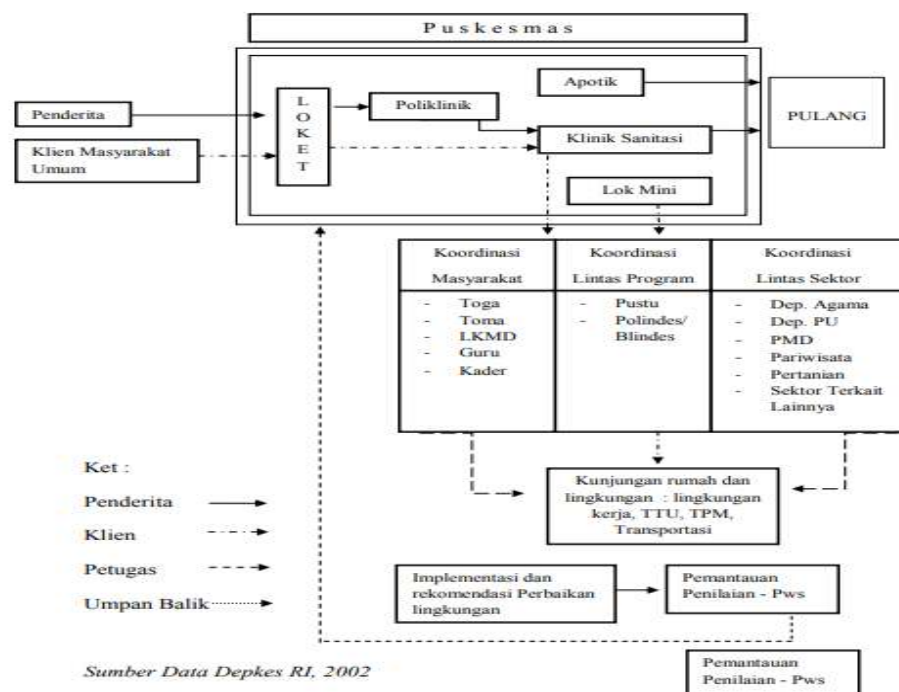 Puskesmas
LOKET
Apotik
Poliklinik
PULANG
Penderita
Klinik Sanitasi
Klien Masyarakat
Umum
Lok Mini
Koordinasi
Masyarakat
Koordinasi
Lintas Program
Koordinasi
Lintas Sektor
- Toga
- Toma
- LKMD
- Guru
- Kader
- Pustu
- Polindes/
Blindes
- Dep. Agama
- Dep. PU
- PMD
- Pariwisata
- Pertanian
- Sektor Terkait
Lainnya
Ket :
Penderita
Klien
Petugas
Umpan Balik
Kunjungan rumah dan
lingkungan : lingkungan
kerja, TTU, TPM,
Transportasi
Implementasi dan
rekomendasi Perbaikan
lingkungan
Pemantauan
Penilaian - Pws
Sumber Data Depkes RI, 2002
Pemantauan
Penilaian - Pws